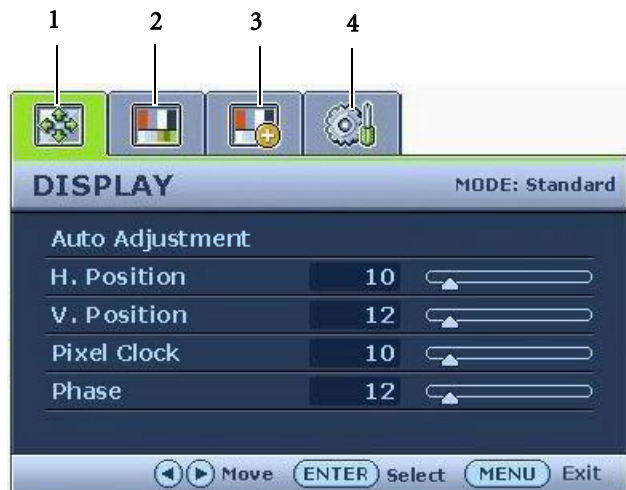 1 2 3 4
DISPLAY MODE: Standard
Auto Adjustment
H. Position 10
V. Position 12
Pixel Clock 10
Phase 12
Move ENTER Select MENU Exit